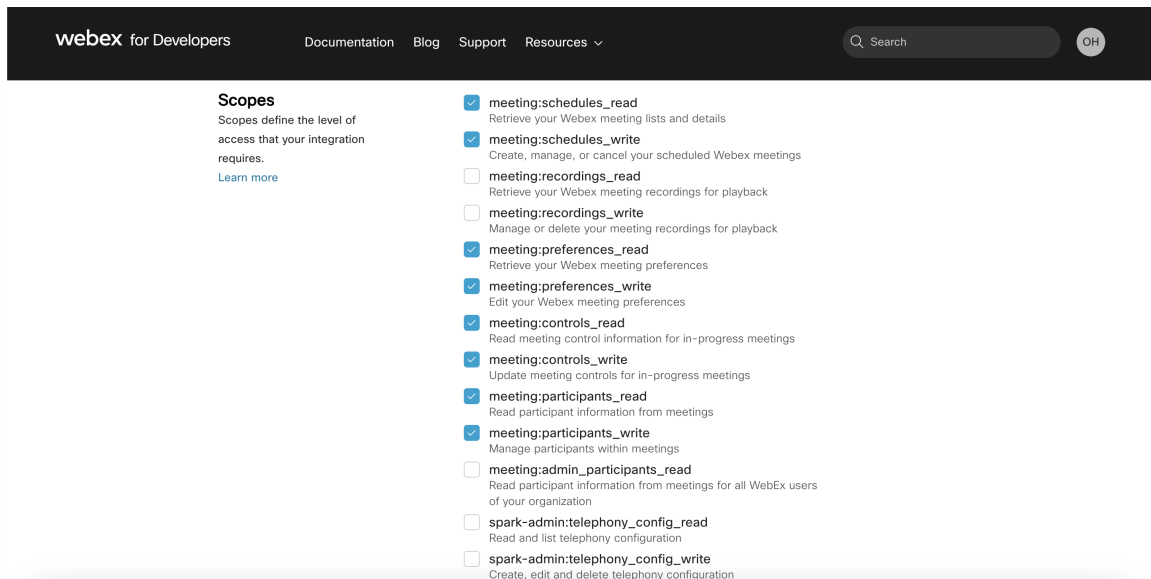 webex for Developers
Documentation
Blog
Support
Resources
Search
OH
Scopes
Scopes define the level of
access that your integration
requires.
Learn more
meeting:schedules_read
Retrieve your Webex meeting lists and details
meeting:schedules_write
Create, manage, or cancel your scheduled Webex meetings
meeting:recordings_read
Retrieve your Webex meeting recordings for playback
meeting:recordings_write
Manage or delete your meeting recordings for playback
meeting:preferences_read
Retrieve your Webex meeting preferences
meeting:preferences_write
Edit your Webex meeting preferences
meeting:controls_read
Read meeting control information for in-progress meetings
meeting:controls_write
Update meeting controls for in-progress meetings
meeting:participants_read
Read participant information from meetings
meeting:participants_write
Manage participants within meetings
meeting:admin_participants_read
Read participant information from meetings for all WebEx users
of your organization
spark-admin:telephony_config_read
Read and list telephony configuration
spark-admin:telephony_config_write
Create, edit and delete telephony configuration